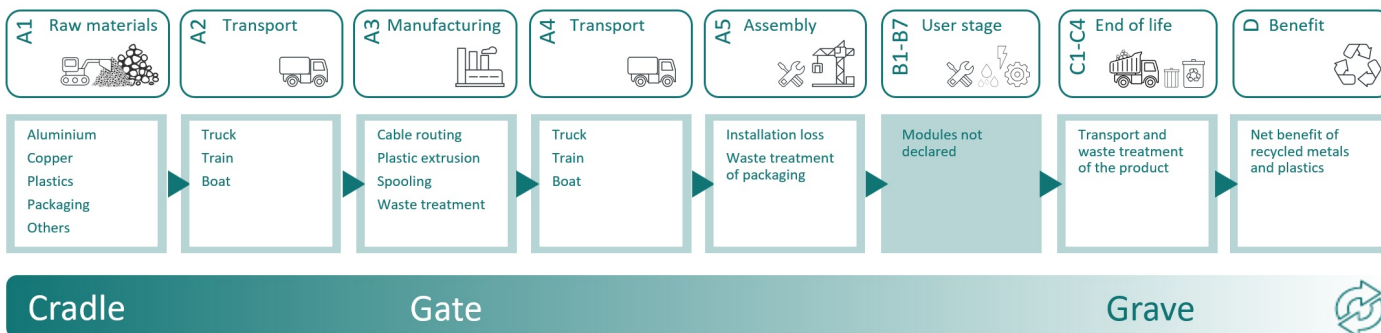 A1 Raw materials
A2 Transport
A3 Manufacturing
A4 Transport
A5 Assembly
B1-B7 User stage
C1-C4 End of life
D Benefit
Aluminium
Copper
Plastics
Packaging
Others
Truck
Train
Boat
Cable routing
Plastic extrusion
Spooling
Waste treatment
Truck
Train
Boat
Installation loss
Waste treatment
of packaging
Modules not
declared
Transport and
waste treatment
of the product
Net benefit of
recycled metals
and plastics
Cradle
Gate
Grave